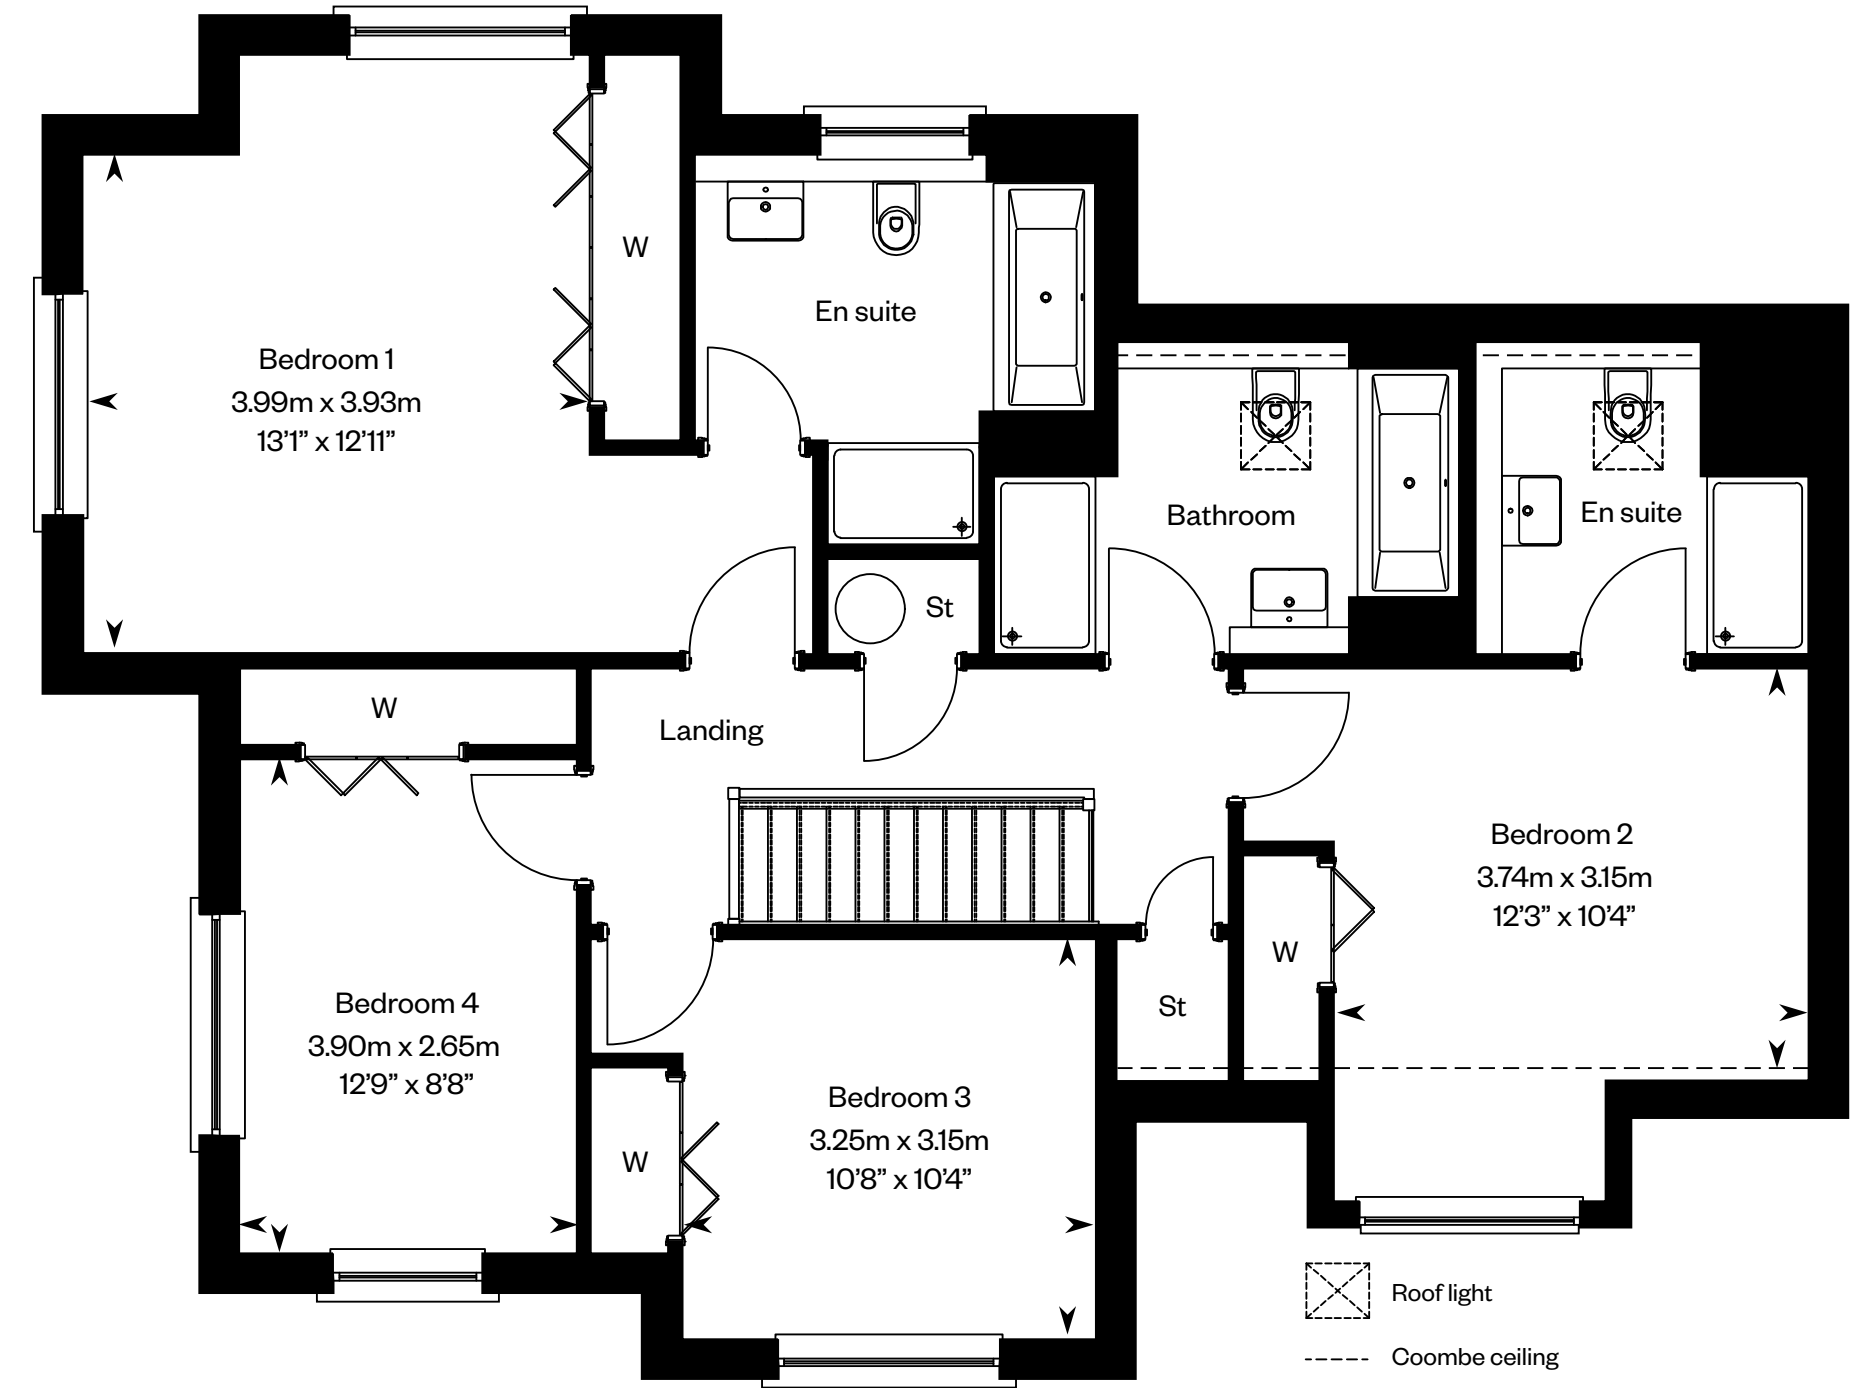 W
En suite
Bedroom 1
3.99m x 3.93m
13’1” x 12’11”
Bathroom
En suite
St
W
Landing
Bedroom 2
3.74m x 3.15m
12’3” x 10’4”
W
Bedroom 4
3.90m x 2.65m
12’9” x 8’8”
St
Bedroom 3
3.25m x 3.15m
10’8” x 10’4”
W
Roof light
Coombe ceiling